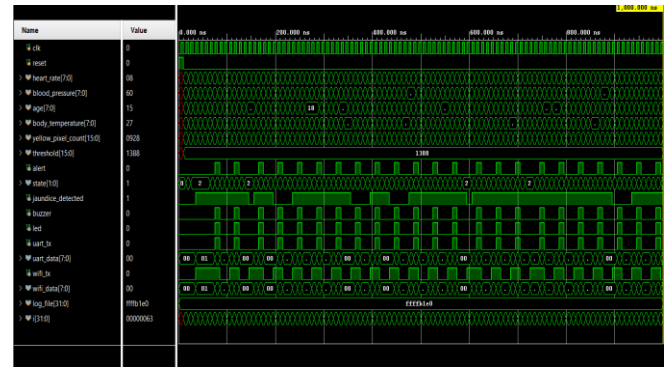 1,000.000 ns
Name Value 0.000 ns 200.000 ns 400.000 ns 600.000 ns 800.000 ns
clk 0
reset 0
heart_rate[7:0] 08
blood_pressure[7:0] 60
age[7:0] 15 10
body_temperature[7:0] 27
yellow_pixel_count[15:0] 0928
threshold[15:0] 1388 1388
alert 0
state[1:0] 1 0 2 2 2 2
jaundice_detected 1
buzzer 0
led 0
uart_tx 0
uart_data[7:0] 00 00 01 00 00 00 00 00 00
wifi_tx 0
wifi_data[7:0] 00 00 01 00 00 00 00 00 00
log_file[31:0] ffffb1e0 ffffb1e0
i[31:0] 00000063